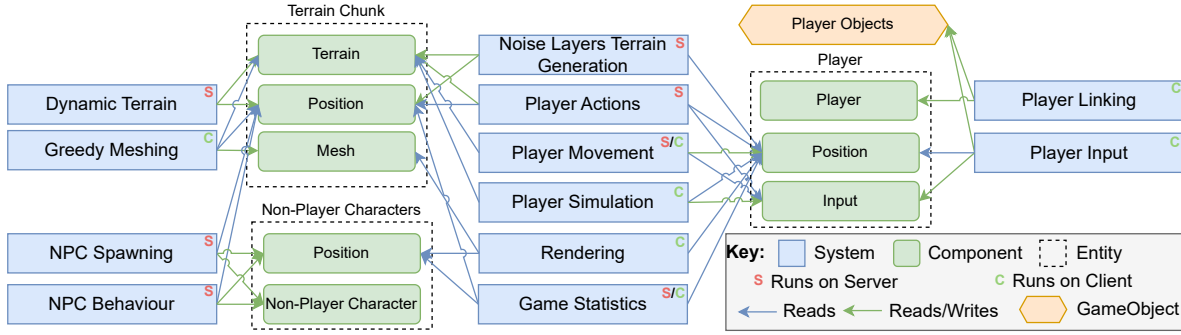 Terrain Chunk
Terrain
Position
Mesh
Dynamic Terrain S
Greedy Meshing C
Non-Player Characters
Position
Non-Player Character
NPC Spawning S
NPC Behaviour S
Noise Layers Terrain S
Generation
Player Actions S
Player Movement S/C
Player Simulation C
Rendering C
Game Statistics S/C
Player Objects
Player
Player
Position
Input
Player Linking C
Player Input C
Key: System Component Entity
S Runs on Server C Runs on Client
Reads Reads/Writes GameObject